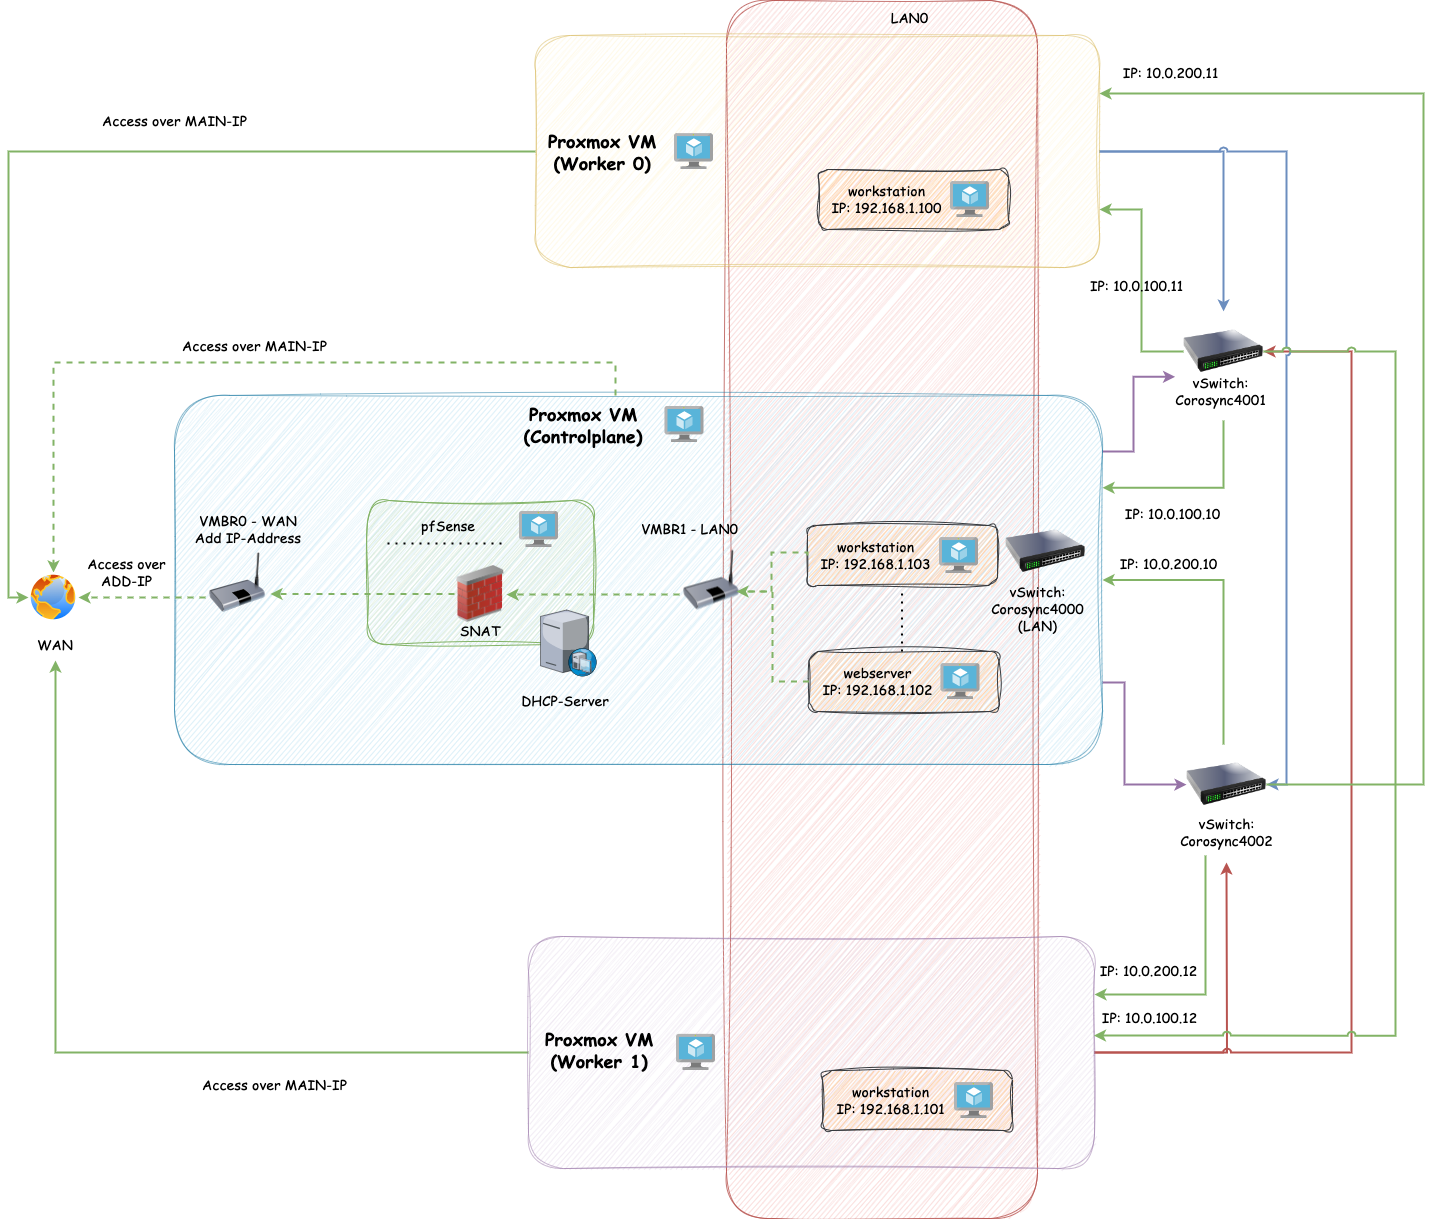 LAN0
IP: 10.0.200.11
Access over MAIN-IP
Proxmox VM
(Worker 0)
workstation
IP: 192.168.1.100
IP: 10.0.100.11
Access over MAIN-IP
vSwitch:
Corosync4001
Proxmox VM
(Controlplane)
VMBR0 - WAN
Add IP-Address
pfSense
VMBR1 - LAN0
IP: 10.0.100.10
workstation
IP: 192.168.1.103
Access over
ADD-IP
IP: 10.0.200.10
vSwitch:
Corosync4000
(LAN)
SNAT
WAN
webserver
IP: 192.168.1.102
DHCP-Server
vSwitch:
Corosync4002
IP: 10.0.200.12
IP: 10.0.100.12
Proxmox VM
(Worker 1)
Access over MAIN-IP
workstation
IP: 192.168.1.101